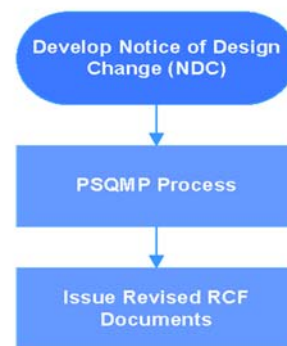 Develop Notice of Design
Change (NDC)
PSQMP Process
Issue Revised RCF
Documents